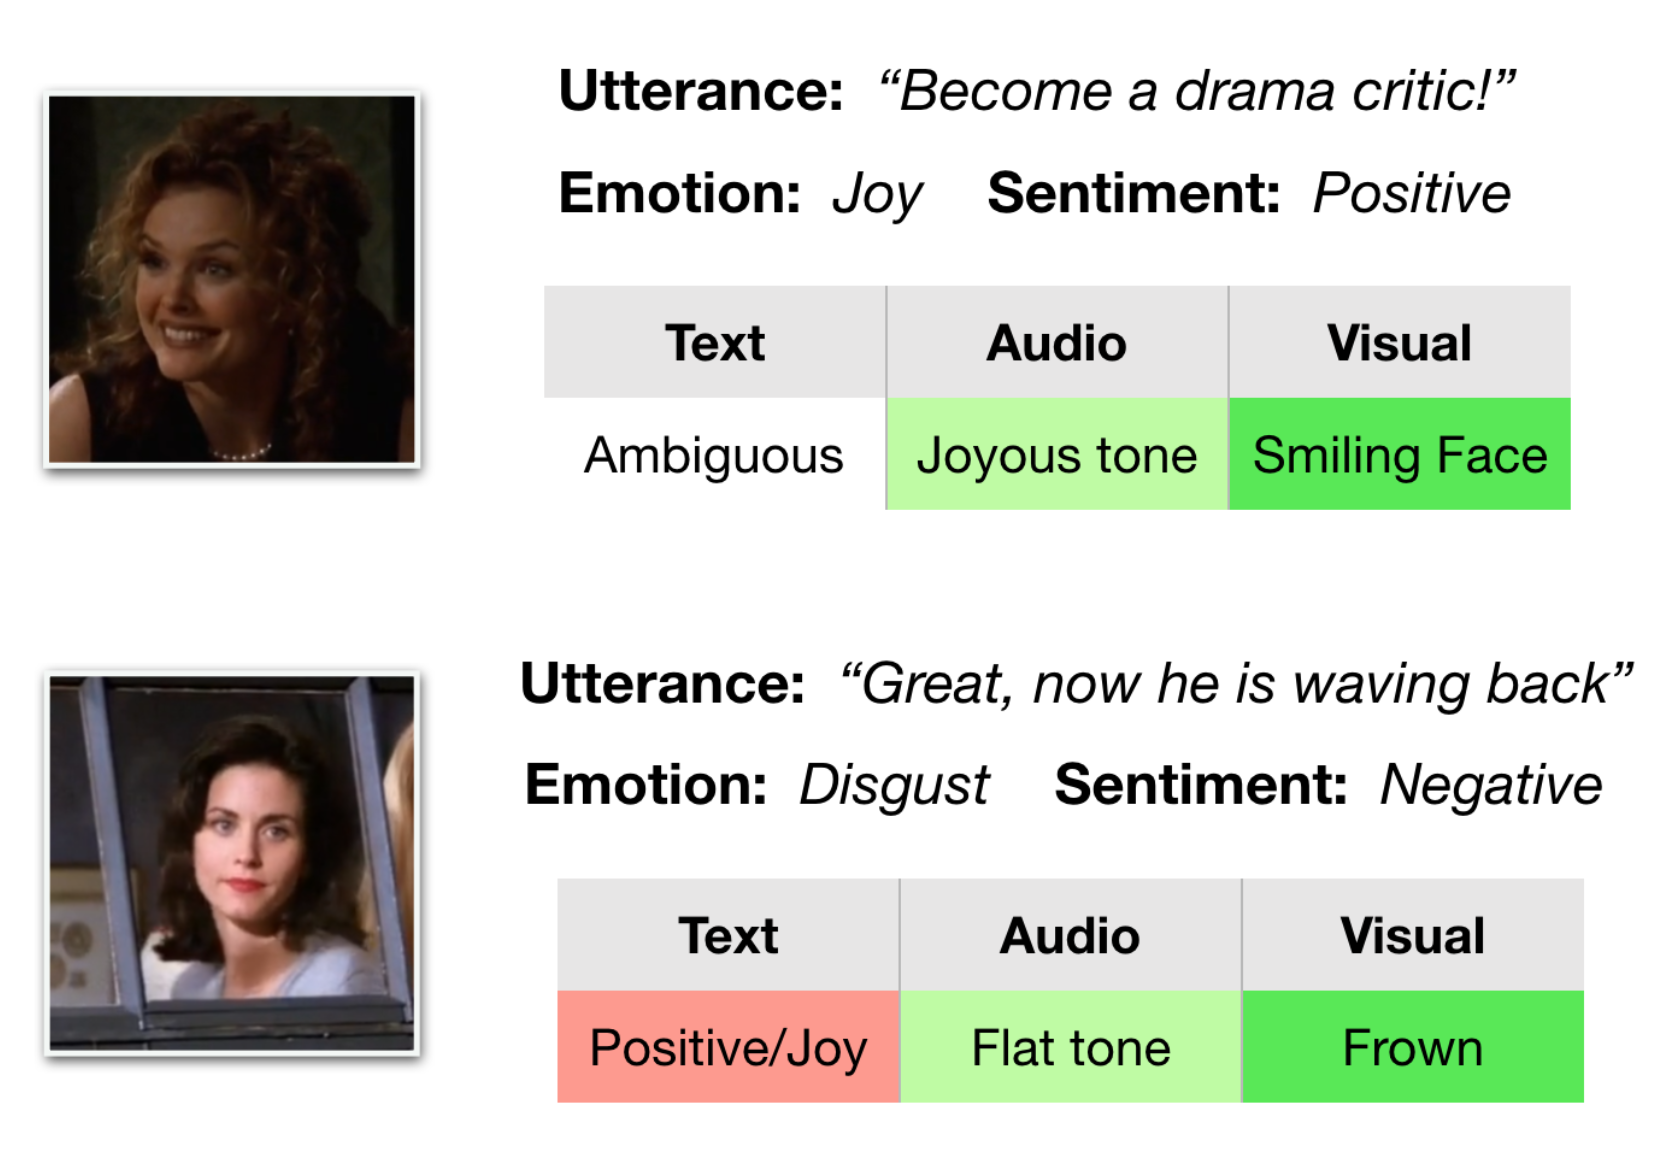 Utterance: “Become a drama critic!”
Emotion: Joy Sentiment: Positive
Text Audio Visual
Ambiguous Joyous tone Smiling Face
Utterance: “Great, now he is waving back”
Emotion: Disgust Sentiment: Negative
Text Audio Visual
Positive/Joy Flat tone Frown